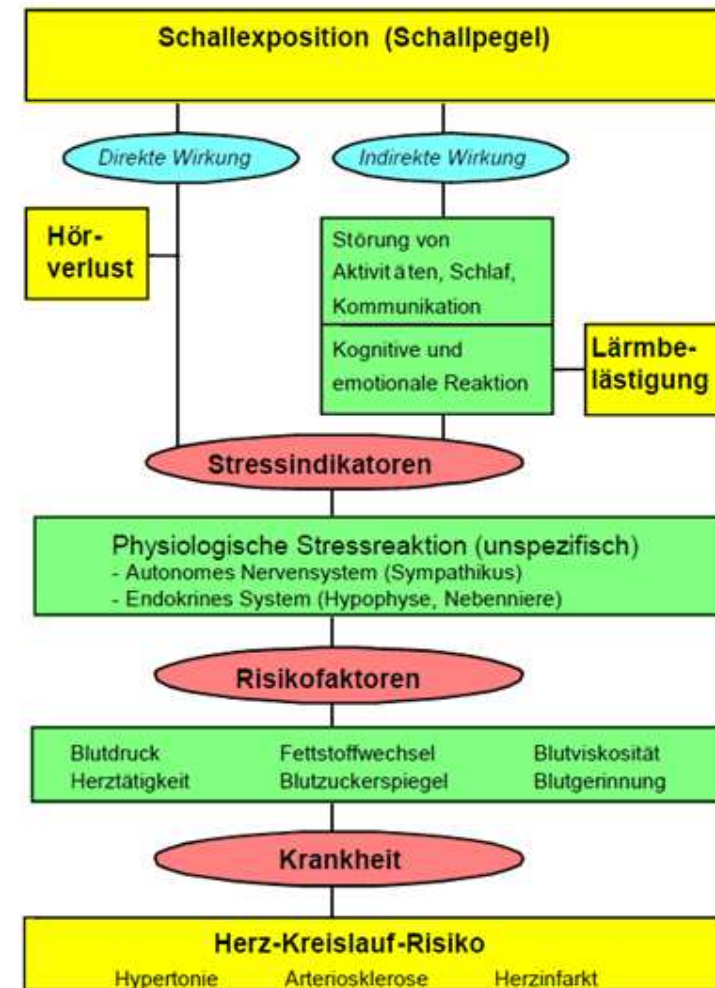 Schallexposition (Schallpegel)
Direkte Wirkung
Indirekte Wirkung
Hör-
verlust
Störung von
Aktivitäten, Schlaf,
Kommunikation
Kognitive und
emotionale Reaktion
Lärmbe-
lästigung
Stressindikatoren
Physiologische Stressreaktion (unspezifisch)
- Autonomes Nervensystem (Sympathikus)
- Endokrines System (Hypophyse, Nebenniere)
Risikofaktoren
Blutdruck Fettstoffwechsel Blutviskosität
Herztätigkeit Blutzuckerspiegel Blutgerinnung
Krankheit
Herz-Kreislauf-Risiko
Hypertonie Arteriosklerose Herzinfarkt